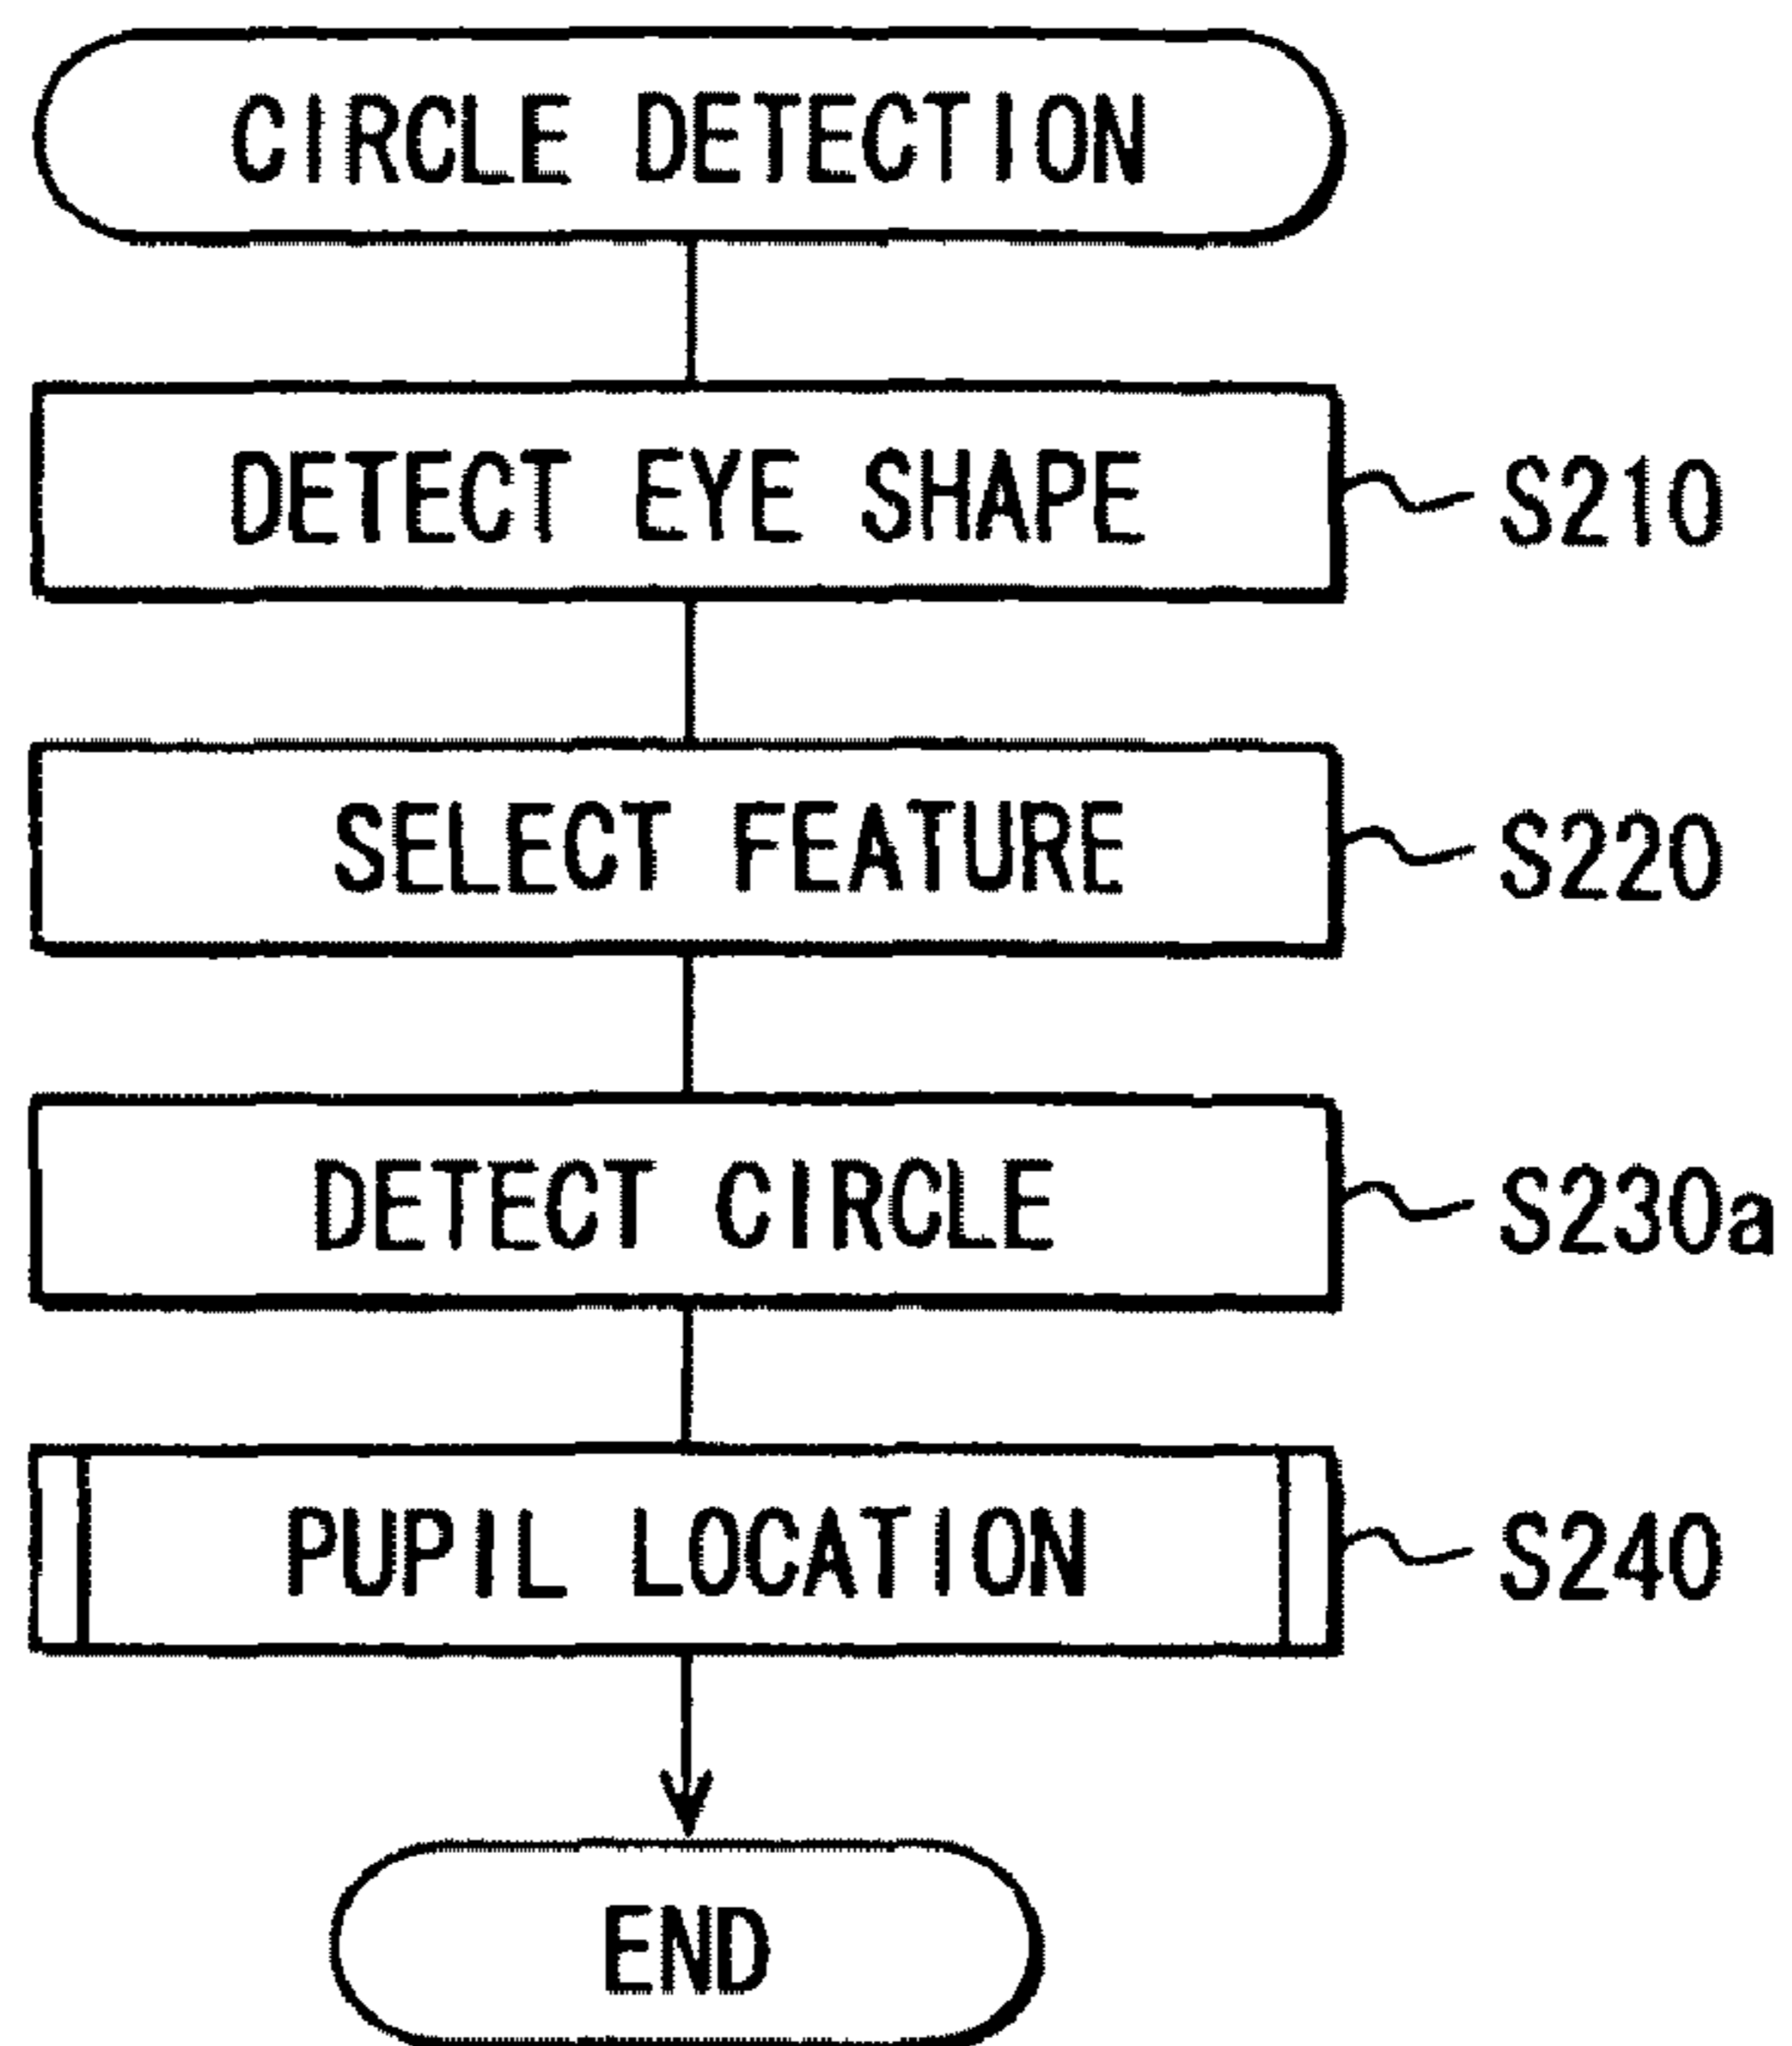 CIRCLE DETECTION
DETECT EYE SHAPE
S210
SELECT FEATURE
S220
DETECT CIRCLE
S230a
PUPIL LOCATION
S240
END